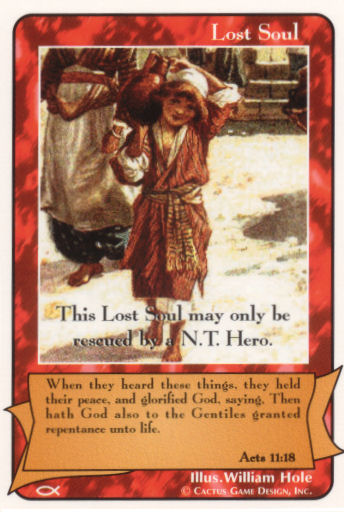 Lost Soul
This Lost Soul may only be
rescued by a N.T. Hero.
When they heard these things, they held
their peace, and glorified God, saying, Then
hath God also to the Gentiles granted
repentance unto life.
Acts 11:18
Illus.William Hole
© Cactus Game Design, Inc.